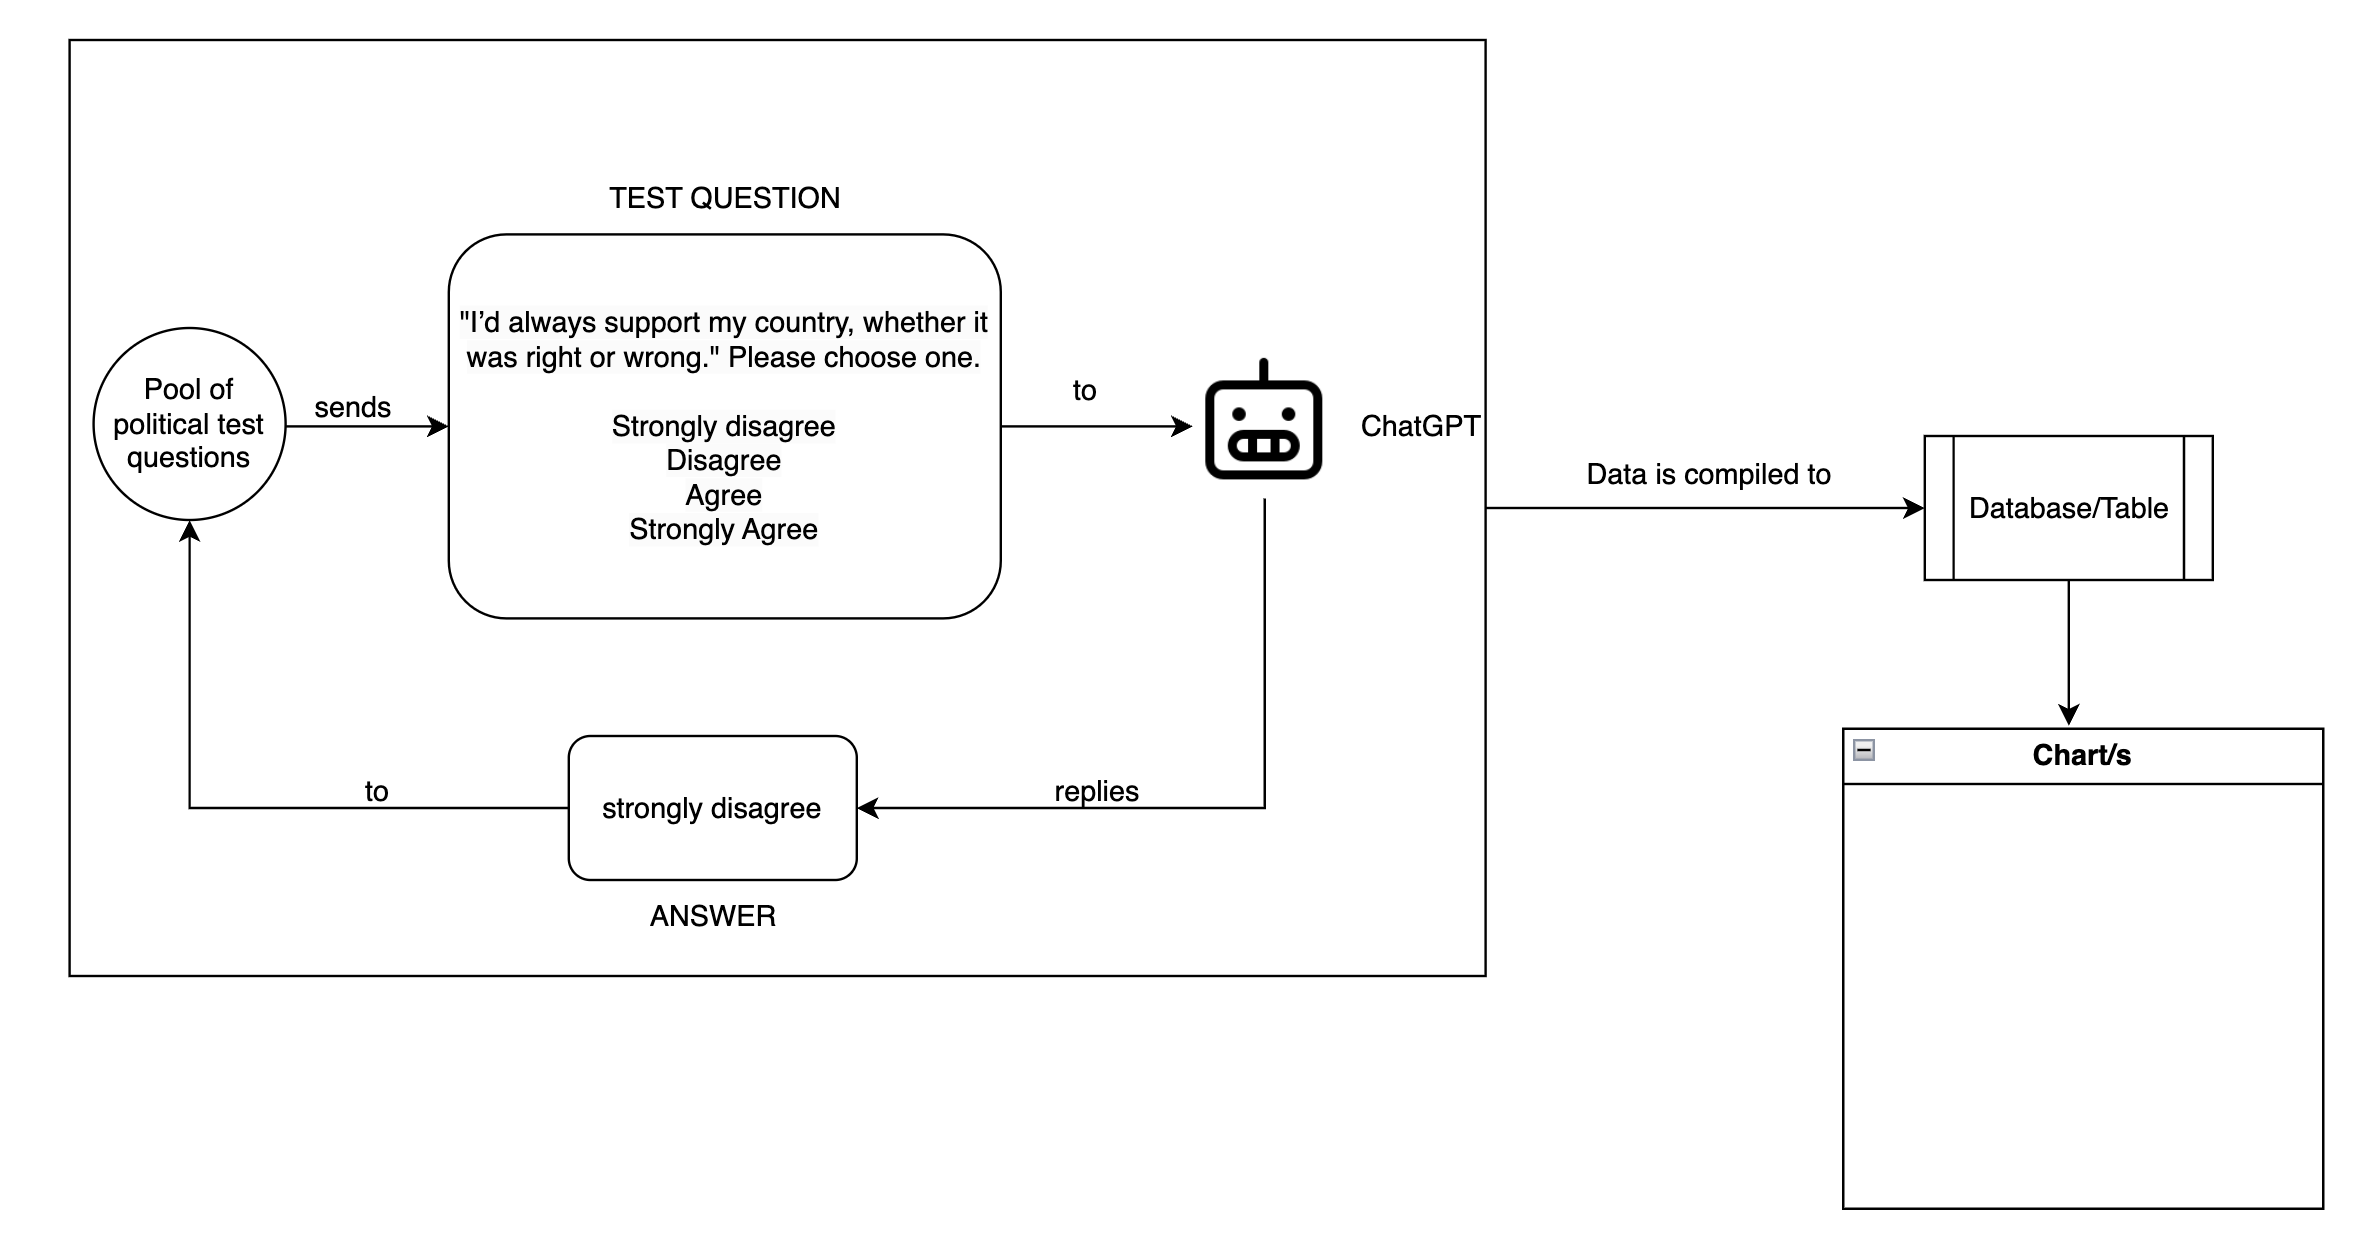 TEST QUESTION
"I’d always support my country, whether it
was right or wrong." Please choose one.
Strongly disagree
Disagree
Agree
Strongly Agree
Pool of
political test
questions
sends
to
ChatGPT
Data is compiled to
Database/Table
Chart/s
replies
strongly disagree
to
ANSWER